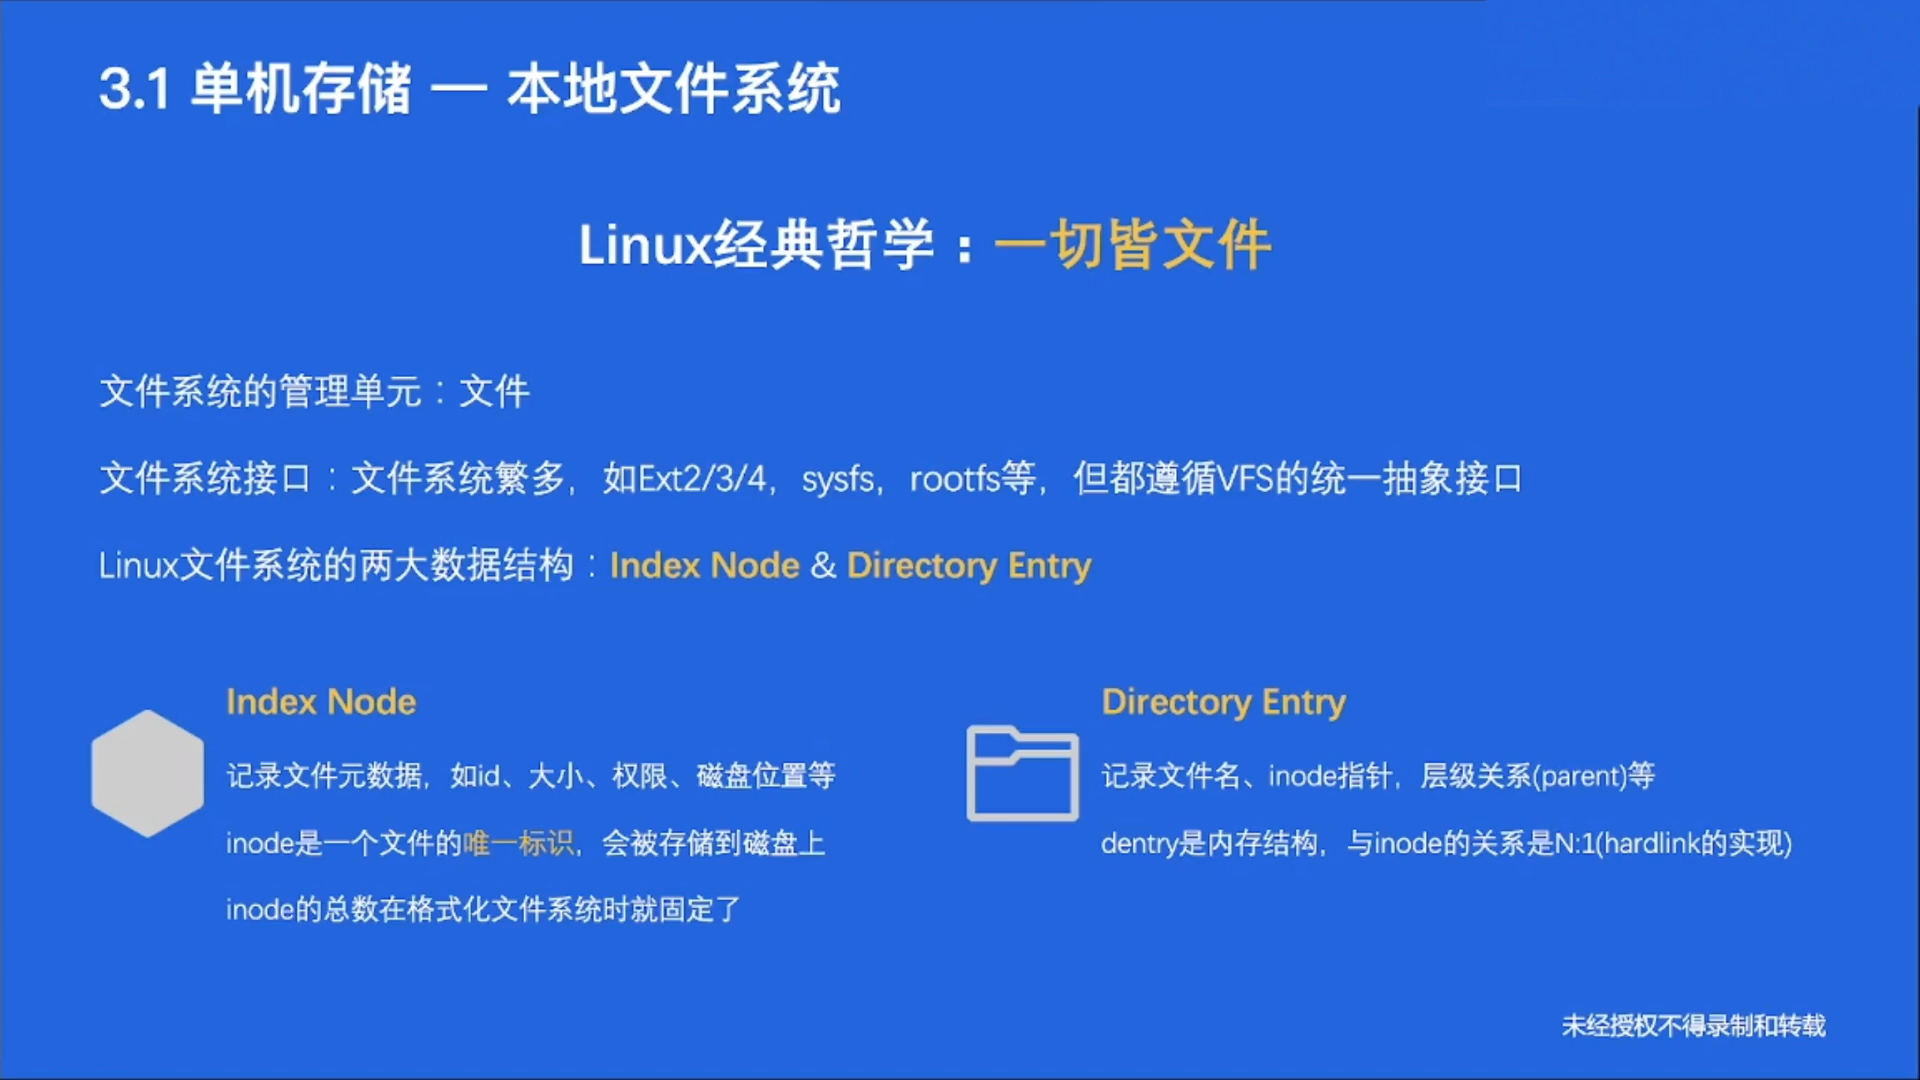 3.1 单机存储 — 本地文件系统
Linux经典哲学：一切皆文件
文件系统的管理单元：文件
文件系统接口：文件系统繁多，如Ext2/3/4，sysfs，rootfs等，但都遵循VFS的统一抽象接口
Linux文件系统的两大数据结构：Index Node & Directory Entry
Index Node
记录文件元数据，如id、大小、权限、磁盘位置等
inode是一个文件的唯一标识，会被存储到磁盘上
inode的总数在格式化文件系统时就固定了
Directory Entry
记录文件名、inode指针，层级关系(parent)等
dentry是内存结构，与inode的关系是N:1(hardlink的实现)
未经授权不得录制和转载